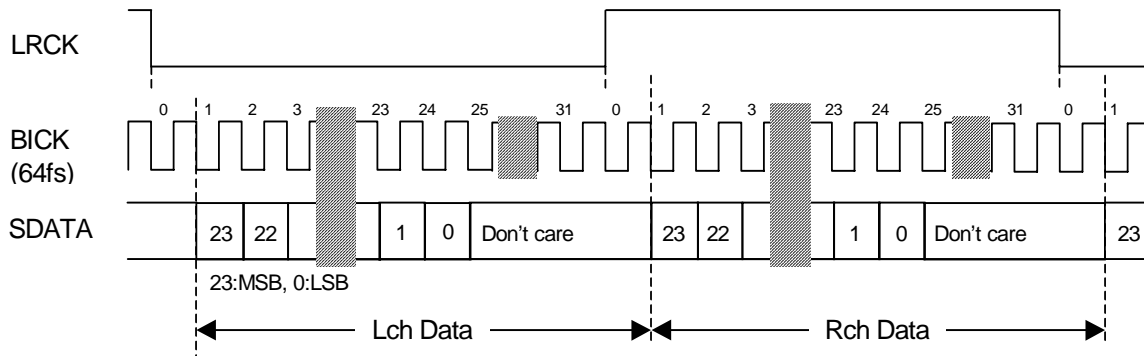 LRCK
0 1 2 3 23 24 25 31 0 1 2 3 23 24 25 31 0 1
BICK
(64fs)
SDATA 23 22 1 0 Don't care 23 22 1 0 Don't care 23
23:MSB, 0:LSB
Lch Data Rch Data